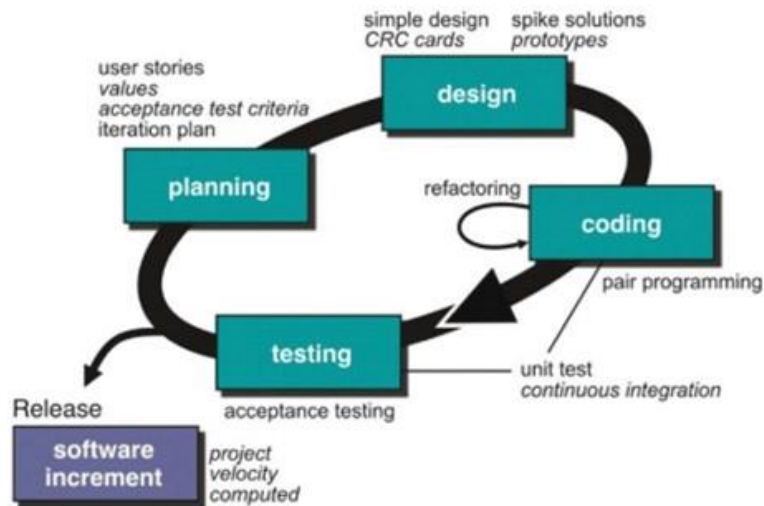 simple design
CRC cards
spike solutions
prototypes
user stories
values
acceptance test criteria
iteration plan
design
planning
refactoring
coding
pair programming
testing
unit test
continuous integration
acceptance testing
Release
software
increment
project
velocity
computed